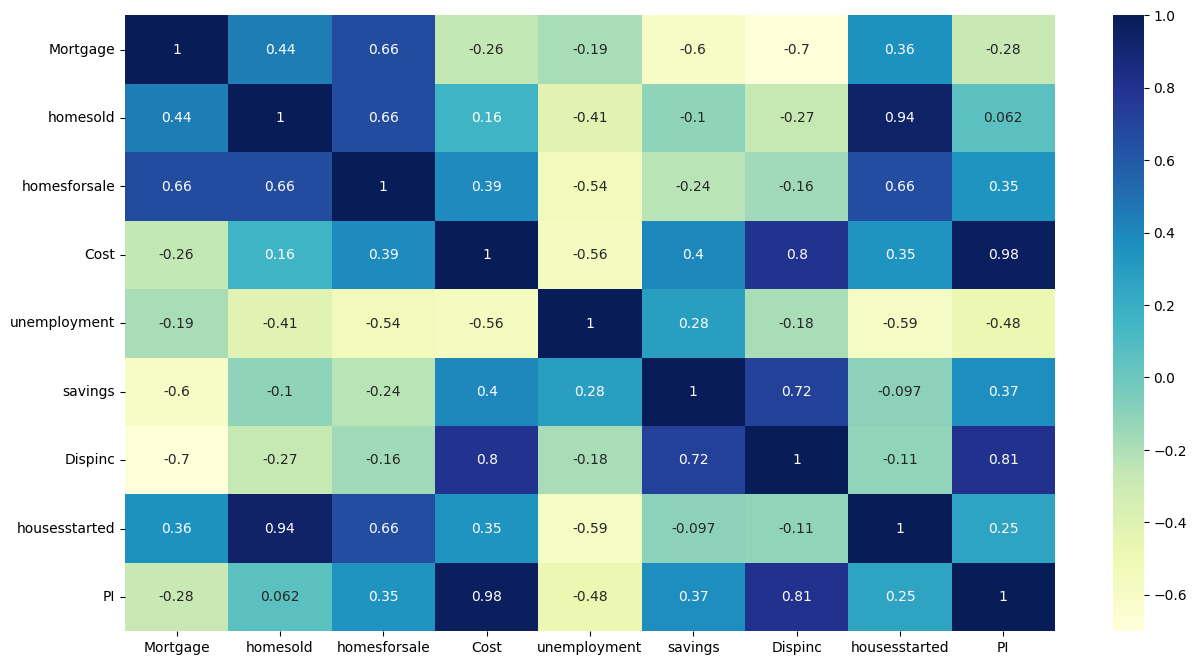 Mortgage 1 0.44 0.66 -0.26 -0.19 -0.6 -0.7 0.36 -0.28
homesold 0.44 1 0.66 0.16 -0.41 -0.1 -0.27 0.94 0.062
homesforsale 0.66 0.66 1 0.39 -0.54 -0.24 -0.16 0.66 0.35
Cost -0.26 0.16 0.39 1 -0.56 0.4 0.8 0.35 0.98
unemployment -0.19 -0.41 -0.54 -0.56 1 0.28 -0.18 -0.59 -0.48
savings -0.6 -0.1 -0.24 0.4 0.28 1 0.72 -0.097 0.37
Dispinc -0.7 -0.27 -0.16 0.8 -0.18 0.72 1 -0.11 0.81
housesstarted 0.36 0.94 0.66 0.35 -0.59 -0.097 -0.11 1 0.25
PI -0.28 0.062 0.35 0.98 -0.48 0.37 0.81 0.25 1
Mortgage homesold homesforsale Cost unemployment savings Dispinc housesstarted PI
1.0
0.8
0.6
0.4
0.2
0.0
−0.2
−0.4
−0.6